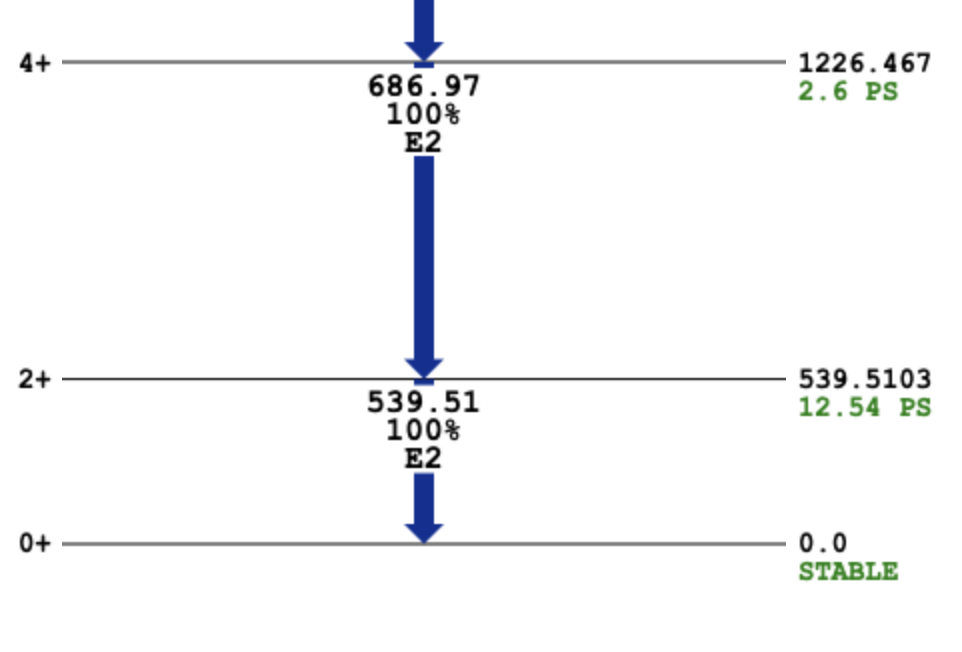 4+ 1226.467
2.6 PS
686.97
100%
E2
2+ 539.5103
12.54 PS
539.51
100%
E2
0+ 0.0
STABLE